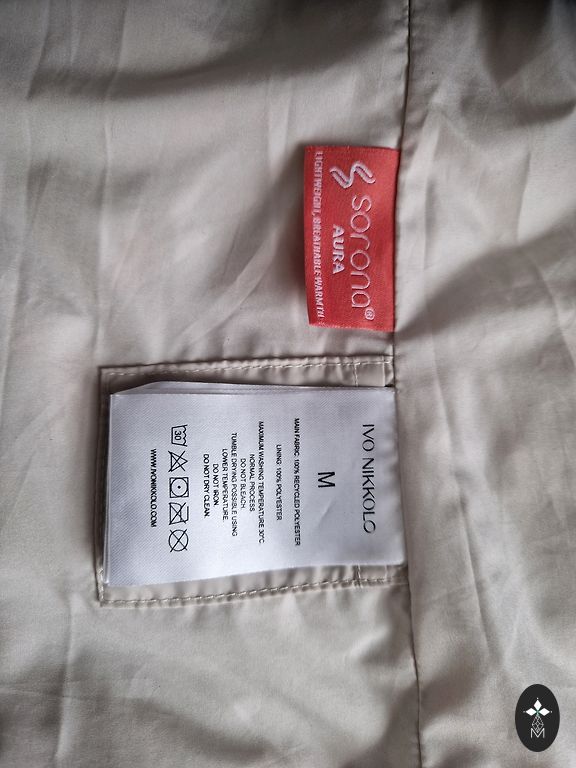 sorona®
AURA
LIGHTWEIGHT, BREATHABLE WARMTH
IVO NIKKOLO
M
MAIN FABRIC: 100% RECYCLED POLYESTER
LINING: 100% POLYESTER
MAXIMUM WASHING TEMPERATURE 30°C.
NORMAL PROCESS.
DO NOT BLEACH.
TUMBLE DRYING POSSIBLE USING
LOWER TEMPERATURE.
DO NOT IRON.
DO NOT DRY CLEAN.
30
WWW.IVONIKKOLO.COM
M